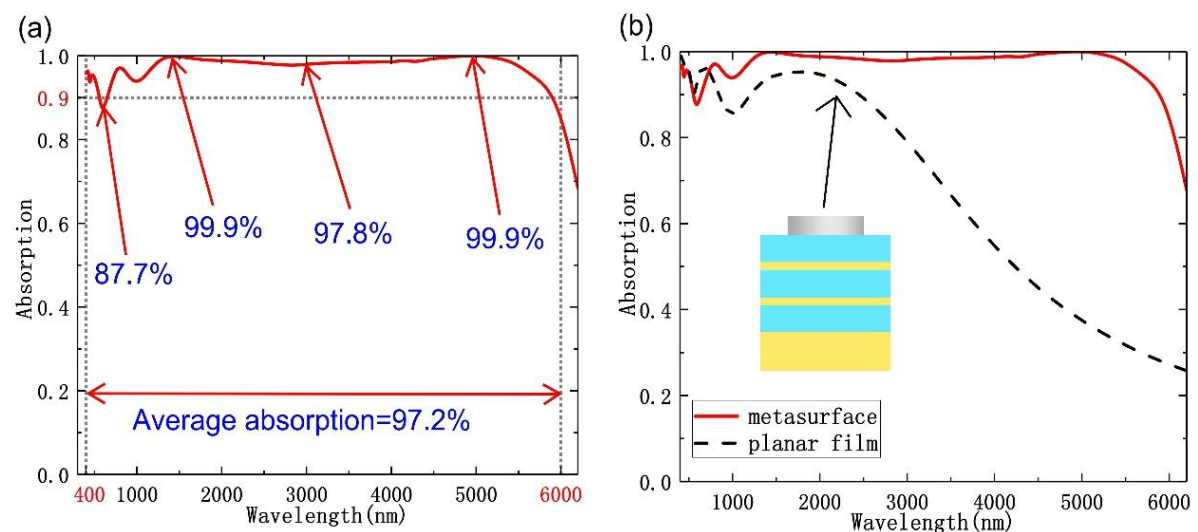 (a)
1.0
0.9
0.8
0.6
0.4
0.2
0.0
Absorption
99.9%
97.8%
99.9%
87.7%
Average absorption=97.2%
400 1000 2000 3000 4000 5000 6000
Wavelength(nm)
(b)
1.0
0.8
0.6
0.4
0.2
0.0
Absorption
metasurface
planar film
1000 2000 3000 4000 5000 6000
Wavelength(nm)